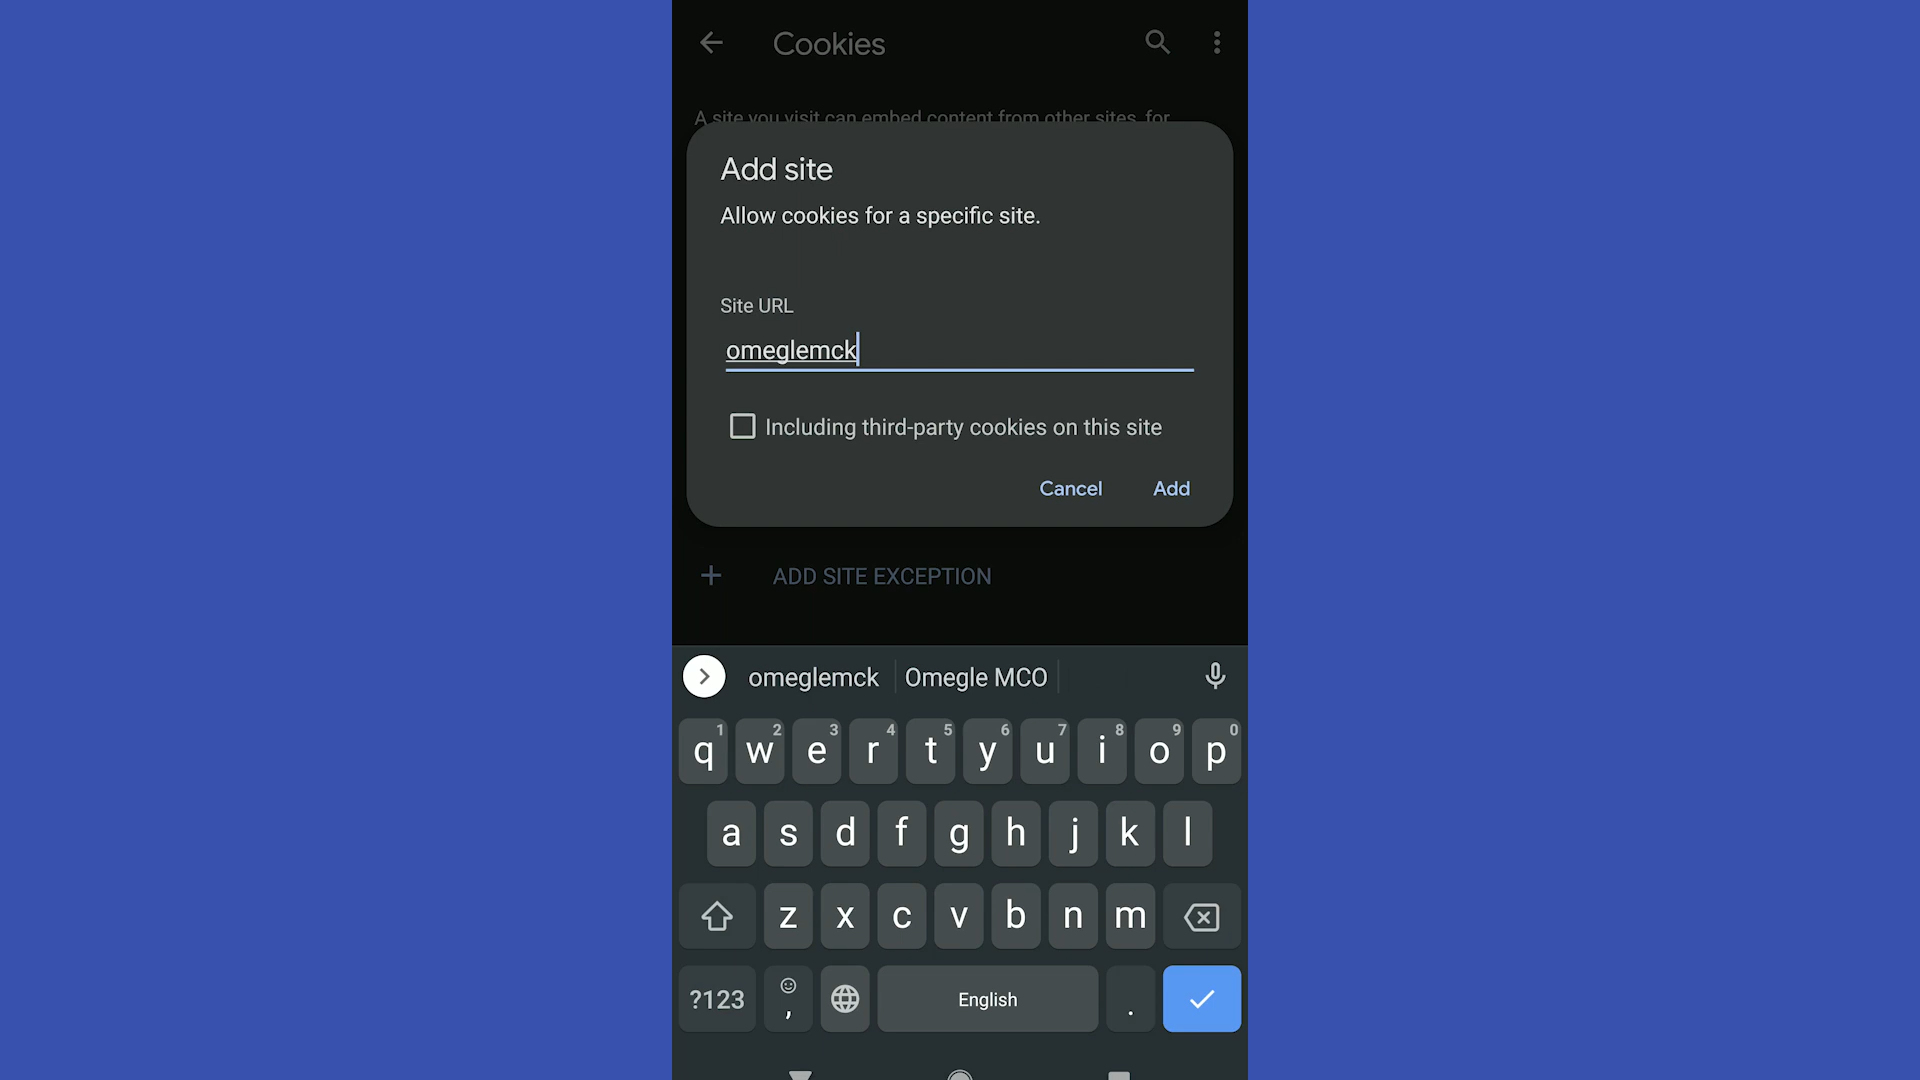 Cookies
A site you visit can embed content from other sites, for
Add site
Allow cookies for a specific site.
Site URL
omeglemck
Including third-party cookies on this site
Cancel Add
+ ADD SITE EXCEPTION
omeglemck Omegle MCO
1 2 3 4 5 6 7 8 9 0
q w e r t y u i o p
a s d f g h j k l
z x c v b n m
?123 , English .